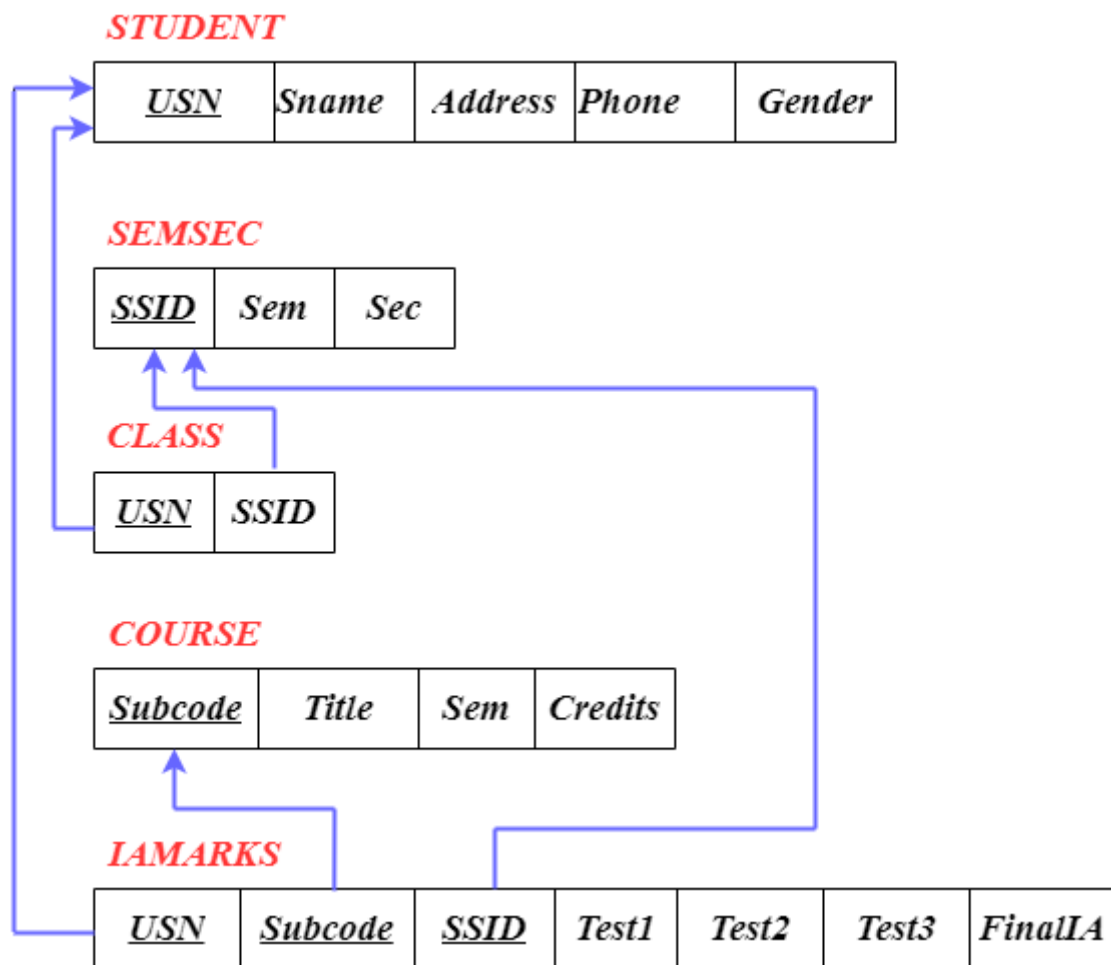 STUDENT
USN Sname Address Phone Gender
SEMSEC
SSID Sem Sec
CLASS
USN SSID
COURSE
Subcode Title Sem Credits
IAMARKS
USN Subcode SSID Test1 Test2 Test3 FinalIA